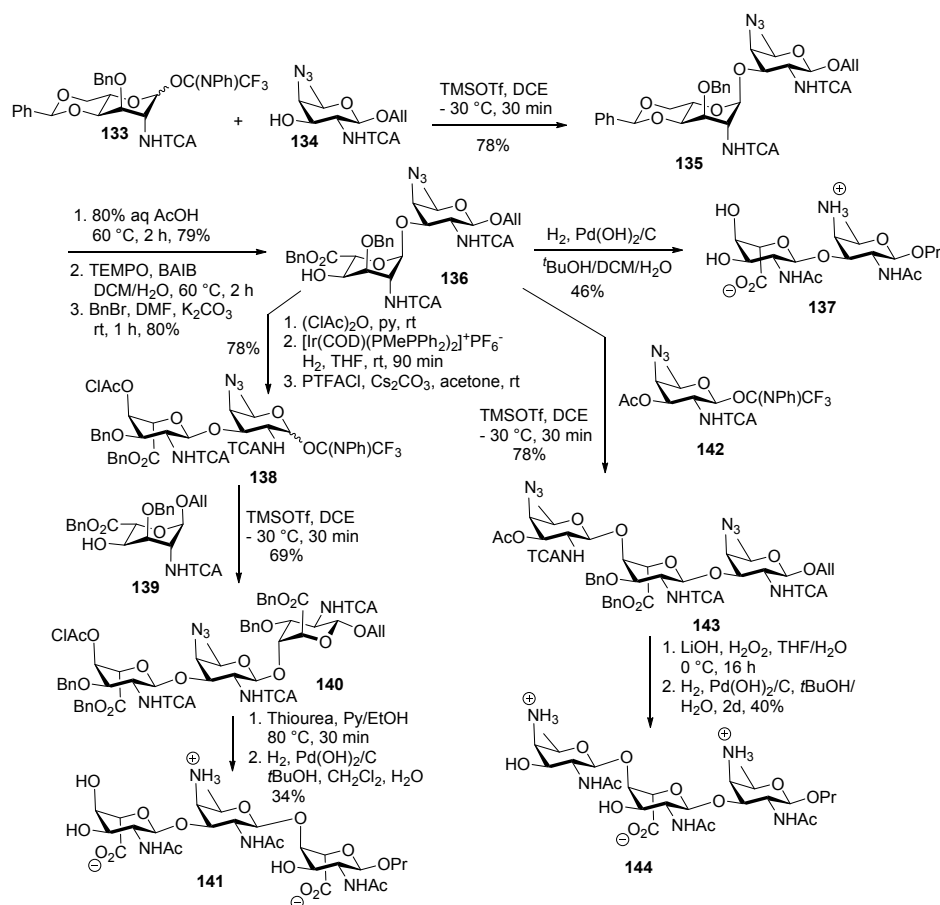 BnO
OC(NPh)CF3
O
O
O
Ph
NHTCA
133
+
N3
O
HO
OAll
NHTCA
134
TMSOTf, DCE
- 30 °C, 30 min
78%
N3
O
OAll
O
NHTCA
OBn
O
O
O
Ph
NHTCA
135
1. 80% aq AcOH
60 °C, 2 h, 79%
2. TEMPO, BAIB
DCM/H2O, 60 °C, 2 h
3. BnBr, DMF, K2CO3
rt, 1 h, 80%
N3
O
OAll
O
NHTCA
OBn
BnO2C
O
HO
NHTCA
136
H2, Pd(OH)2/C
tBuOH/DCM/H2O
46%
HO
⊕
NH3
O
O
HO
O
OPr
NHAc
NHAc
CO2
⊖
137
78%
1. (ClAc)2O, py, rt
2. [Ir(COD)(PMePPh2)2]+PF6-
H2, THF, rt, 90 min
3. PTFACl, Cs2CO3, acetone, rt
ClAcO
N3
O
O
BnO
O
NHTCA
TCANH
OC(NPh)CF3
BnO2C
138
TMSOTf, DCE
- 30 °C, 30 min
78%
N3
O
AcO
OC(NPh)CF3
NHTCA
142
OAll
OBn
BnO2C
O
HO
NHTCA
139
TMSOTf, DCE
- 30 °C, 30 min
69%
N3
O
AcO
O
TCANH
N3
O
O
BnO
O
OAll
BnO2C
NHTCA
NHTCA
143
BnO2C
NHTCA
BnO
OAll
O
ClAcO
N3
O
O
O
BnO
O
NHTCA
NHTCA
BnO2C
140
1. Thiourea, Py/EtOH
80 °C, 30 min
2. H2, Pd(OH)2/C
tBuOH, CH2Cl2, H2O
34%
1. LiOH, H2O2, THF/H2O
0 °C, 16 h
2. H2, Pd(OH)2/C, tBuOH/
H2O, 2d, 40%
HO
⊕
NH3
O
O
O
HO
O
NHAc
NHAc
O2C
⊖
O
HO
OPr
NHAc
O2C
⊖
141
⊕
NH3
O
HO
O
NHAc
⊕
NH3
O
O
HO
O
OPr
NHAc
NHAc
O2C
⊖
144